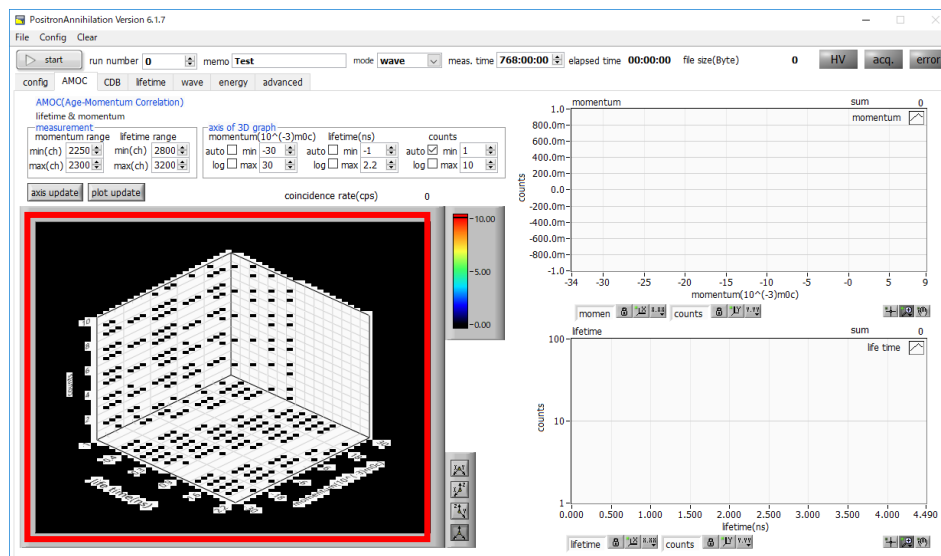 PositronAnnihilation Version 6.1.7
File Config Clear
start run number 0 memo Test mode wave meas. time 768:00:00 elapsed time 00:00:00 file size(Byte) 0 HV acq. error
config AMOC CDB lifetime wave energy advanced
AMOC(Age-Momentum Correlation)
lifetime & momentum
measurement
momentum range lifetime range
min(ch) 2250 min(ch) 2800
max(ch) 2300 max(ch) 3200
axis of 3D graph
momentum(10^(-3)m0c) lifetime(ns) counts
auto min -30 min -1 auto min 1
log max 30 max 2.2 log max 10
axis update plot update
coincidence rate(cps) 0
10.00
5.00
0.00
life time(ns)
momentum sum 0
momentum
1.0
800.0m
600.0m
400.0m
200.0m
0.0
-200.0m
-400.0m
-600.0m
-800.0m
-1.0
counts
-34 -30 -25 -20 -15 -10 -5 -0 5 9
momentum(10^(-3)m0c)
momen counts
lifetime sum 0
life time
100
10
1
counts
0.000 0.500 1.000 1.500 2.000 2.500 3.000 3.500 4.000 4.490
lifetime(ns)
lifetime counts